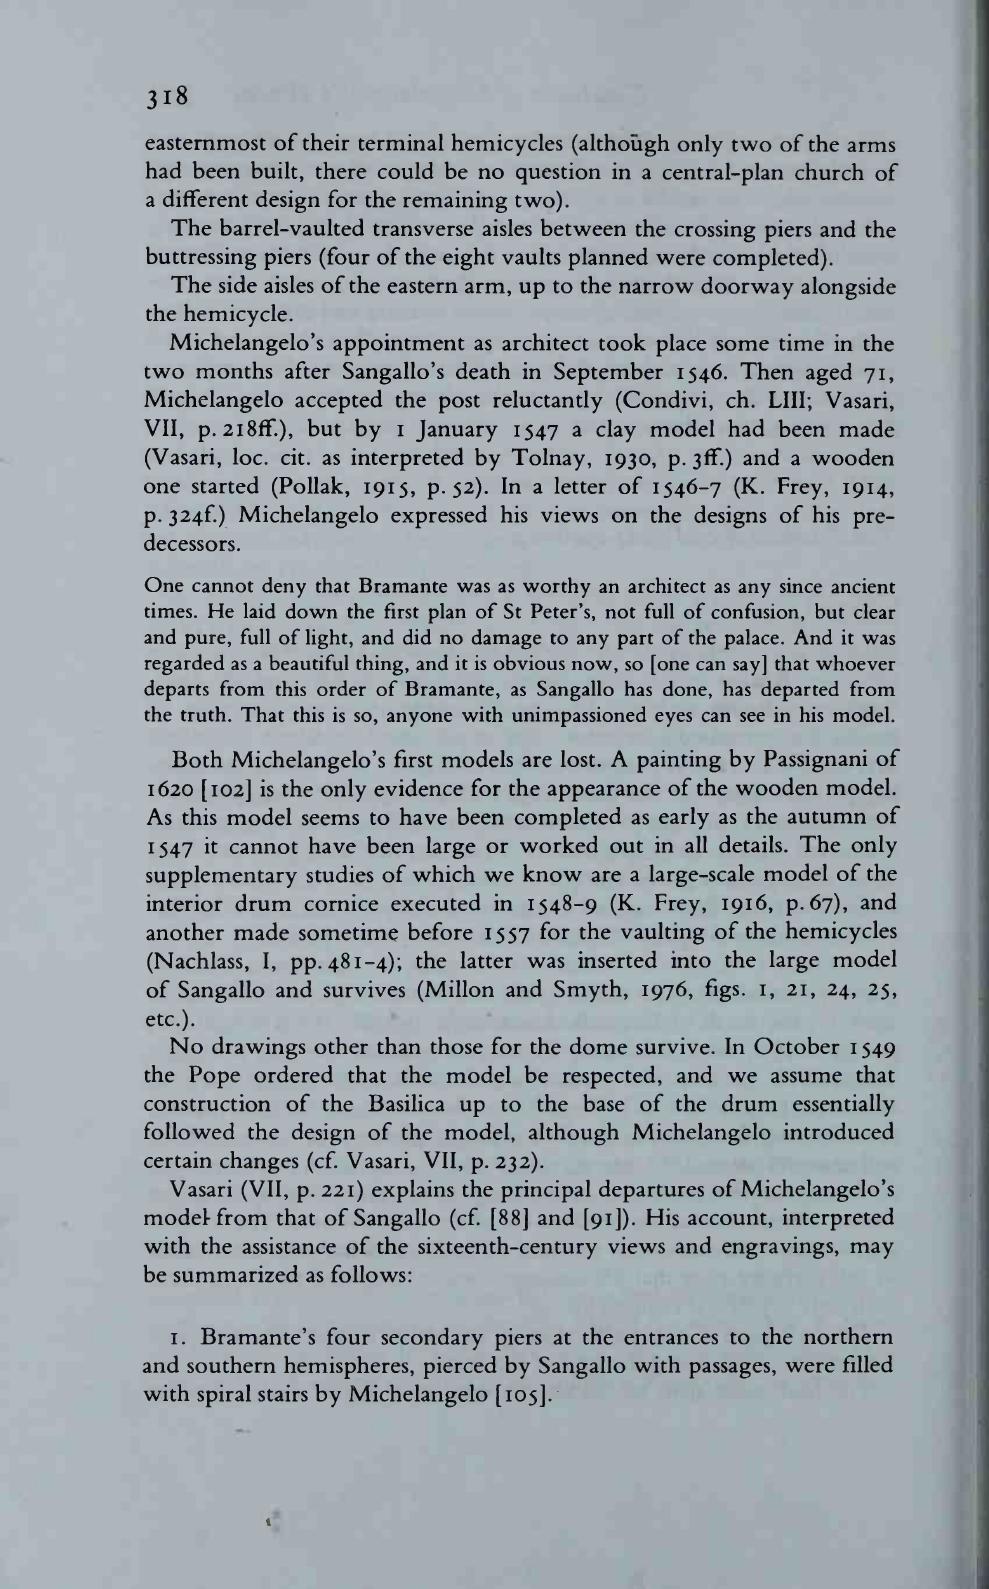 318
easternmost of their terminal hemicycles (although only two of the arms
had been built, there could be no question in a central-plan church of
a different design for the remaining two).
The barrel-vaulted transverse aisles between the crossing piers and the
buttressing piers (four of the eight vaults planned were completed).
The side aisles of the eastern arm, up to the narrow doorway alongside
the hemicycle.
Michelangelo's appointment as architect took place some time in the
two months after Sangallo's death in September 1546. Then aged 71,
Michelangelo accepted the post reluctantly (Condivi, ch. LIII; Vasari,
VII, p. 218ff.), but by 1 January 1547 a clay model had been made
(Vasari, loc. cit. as interpreted by Tolnay, 1930, p. 3ff.) and a wooden
one started (Pollak, 1915, p. 52). In a letter of 1546-7 (K. Frey, 1914,
p. 324f.) Michelangelo expressed his views on the designs of his pre-
decessors.
One cannot deny that Bramante was as worthy an architect as any since ancient
times. He laid down the first plan of St Peter's, not full of confusion, but clear
and pure, full of light, and did no damage to any part of the palace. And it was
regarded as a beautiful thing, and it is obvious now, so [one can say] that whoever
departs from this order of Bramante, as Sangallo has done, has departed from
the truth. That this is so, anyone with unimpassioned eyes can see in his model.
Both Michelangelo's first models are lost. A painting by Passignani of
1620 [102] is the only evidence for the appearance of the wooden model.
As this model seems to have been completed as early as the autumn of
1547 it cannot have been large or worked out in all details. The only
supplementary studies of which we know are a large-scale model of the
interior drum cornice executed in 1548-9 (K. Frey, 1916, p. 67), and
another made sometime before 1557 for the vaulting of the hemicycles
(Nachlass, I, pp. 481-4); the latter was inserted into the large model
of Sangallo and survives (Millon and Smyth, 1976, figs. 1, 21, 24, 25,
etc.).
No drawings other than those for the dome survive. In October 1549
the Pope ordered that the model be respected, and we assume that
construction of the Basilica up to the base of the drum essentially
followed the design of the model, although Michelangelo introduced
certain changes (cf. Vasari, VII, p. 232).
Vasari (VII, p. 221) explains the principal departures of Michelangelo's
model from that of Sangallo (cf. [88] and [91]). His account, interpreted
with the assistance of the sixteenth-century views and engravings, may
be summarized as follows:
1. Bramante's four secondary piers at the entrances to the northern
and southern hemispheres, pierced by Sangallo with passages, were filled
with spiral stairs by Michelangelo [105].